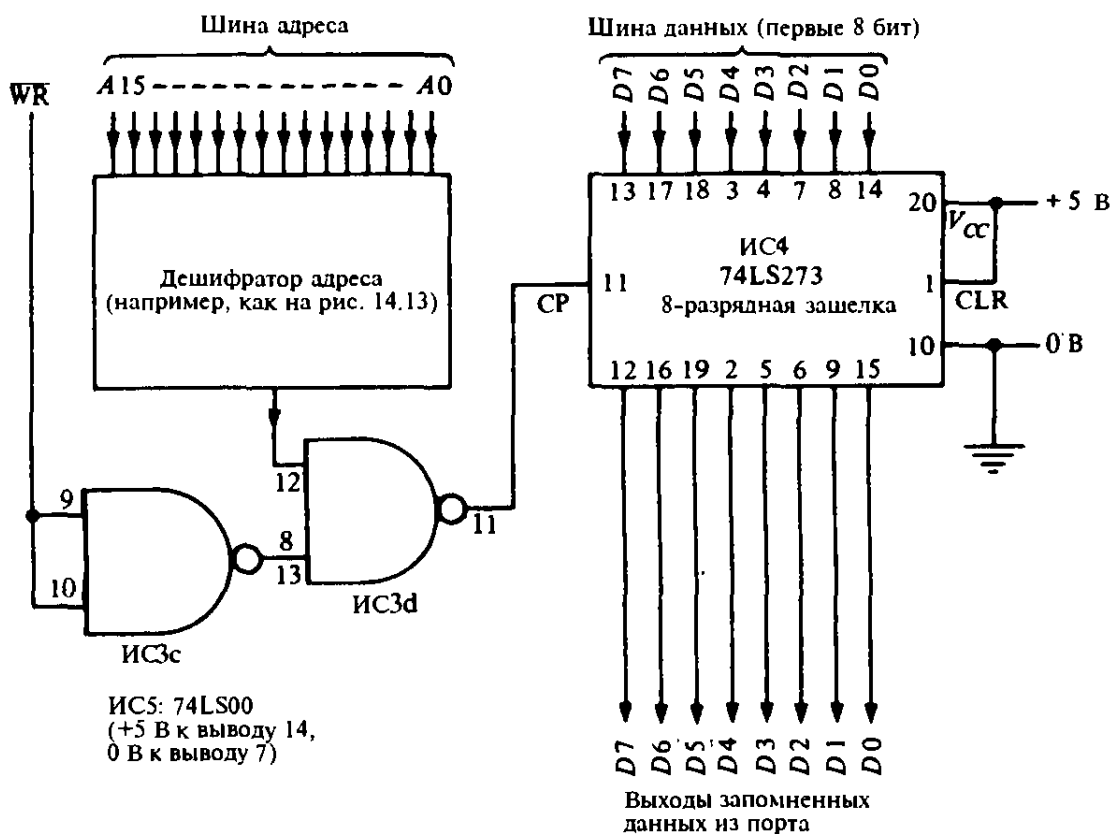 Шина адреса
A15 A0
WR
Дешифратор адреса
(например, как на рис. 14.13)
12
9
10
8
13
11
ИС3c
ИС3d
ИС5: 74LS00
(+5 В к выводу 14,
0 В к выводу 7)
Шина данных (первые 8 бит)
D7 D6 D5 D4 D3 D2 D1 D0
13 17 18 3 4 7 8 14
20
VCC
+ 5 В
ИС4
74LS273
8-разрядная зашелка
11
CP
1
CLR
10
0 В
12 16 19 2 5 6 9 15
D7 D6 D5 D4 D3 D2 D1 D0
Выходы запомненных
данных из порта